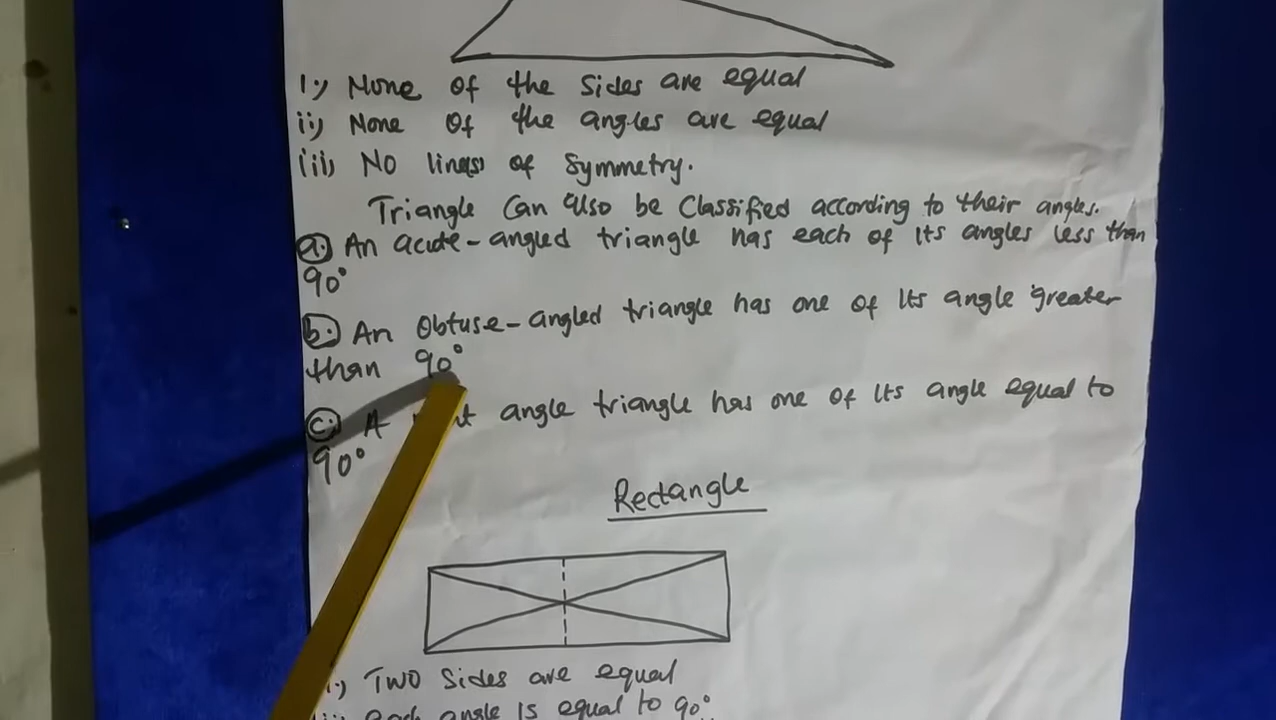 i) None of the sides are equal
ii) None of the angles are equal
iii) No lines of symmetry.
Triangle can also be classified according to their angles.
a. An acute-angled triangle has each of its angles less than
90°
b. An obtuse-angled triangle has one of its angle greater
than 90°
c. A angle triangle has one of its angle equal to
90°
Rectangle
i) Two sides are equal
each angle is equal to 90°